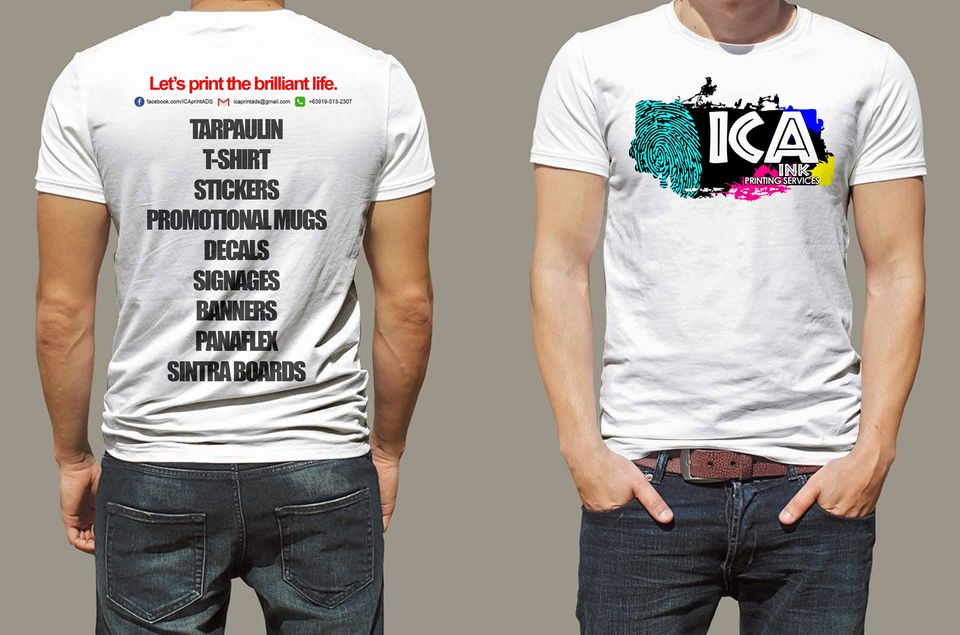 Let's print the brilliant life.
facebook.com/ICAprintADS icaprintads@gmail.com +63919-513-2307
TARPAULIN
T-SHIRT
STICKERS
PROMOTIONAL MUGS
DECALS
SIGNAGES
BANNERS
PANAFLEX
SINTRA BOARDS
ICA
INK
PRINTING SERVICES